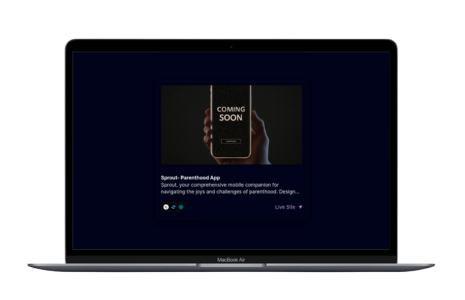 COMING
SOON
Sprout- Parenthood App
Sprout, your comprehensive mobile companion for
navigating the joys and challenges of parenthood. Design...
Live Site
MacBook Air